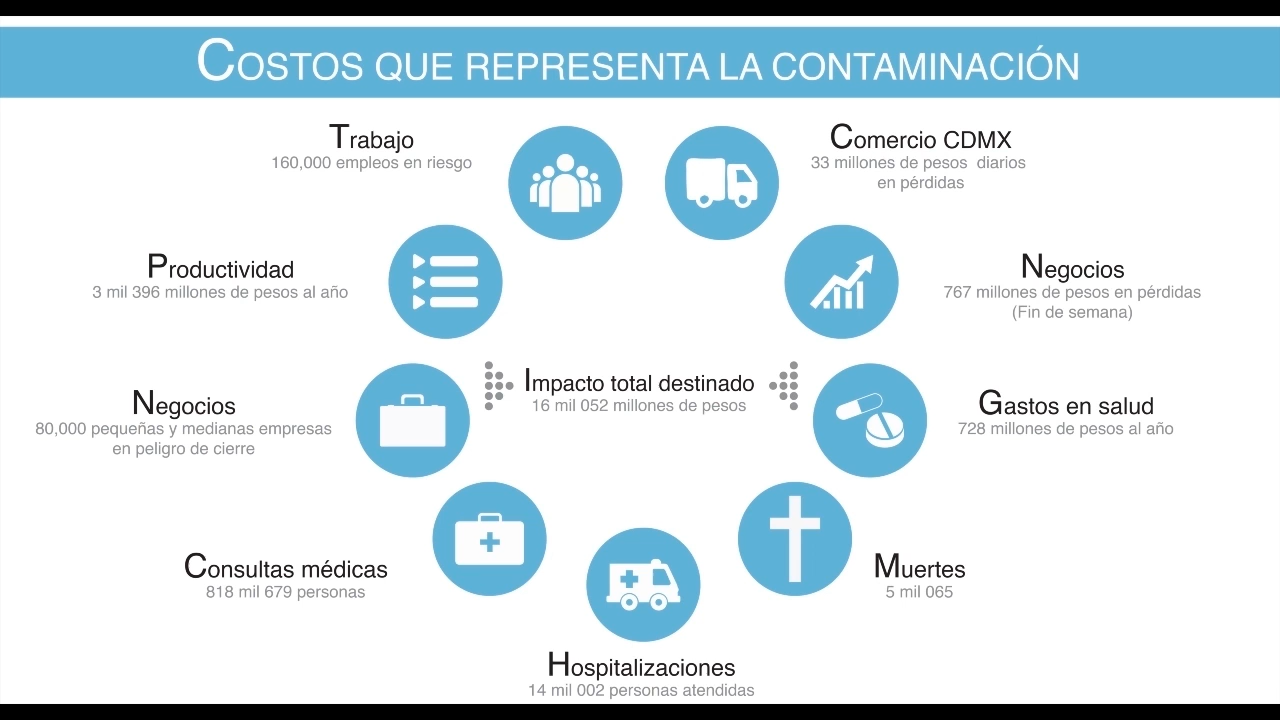 COSTOS QUE REPRESENTA LA CONTAMINACIÓN
Trabajo
160,000 empleos en riesgo
Comercio CDMX
33 millones de pesos diarios
en pérdidas
Productividad
3 mil 396 millones de pesos al año
Negocios
767 millones de pesos en pérdidas
(Fin de semana)
Impacto total destinado
16 mil 052 millones de pesos
Negocios
80,000 pequeñas y medianas empresas
en peligro de cierre
Gastos en salud
728 millones de pesos al año
Consultas médicas
818 mil 679 personas
Muertes
5 mil 065
Hospitalizaciones
14 mil 002 personas atendidas